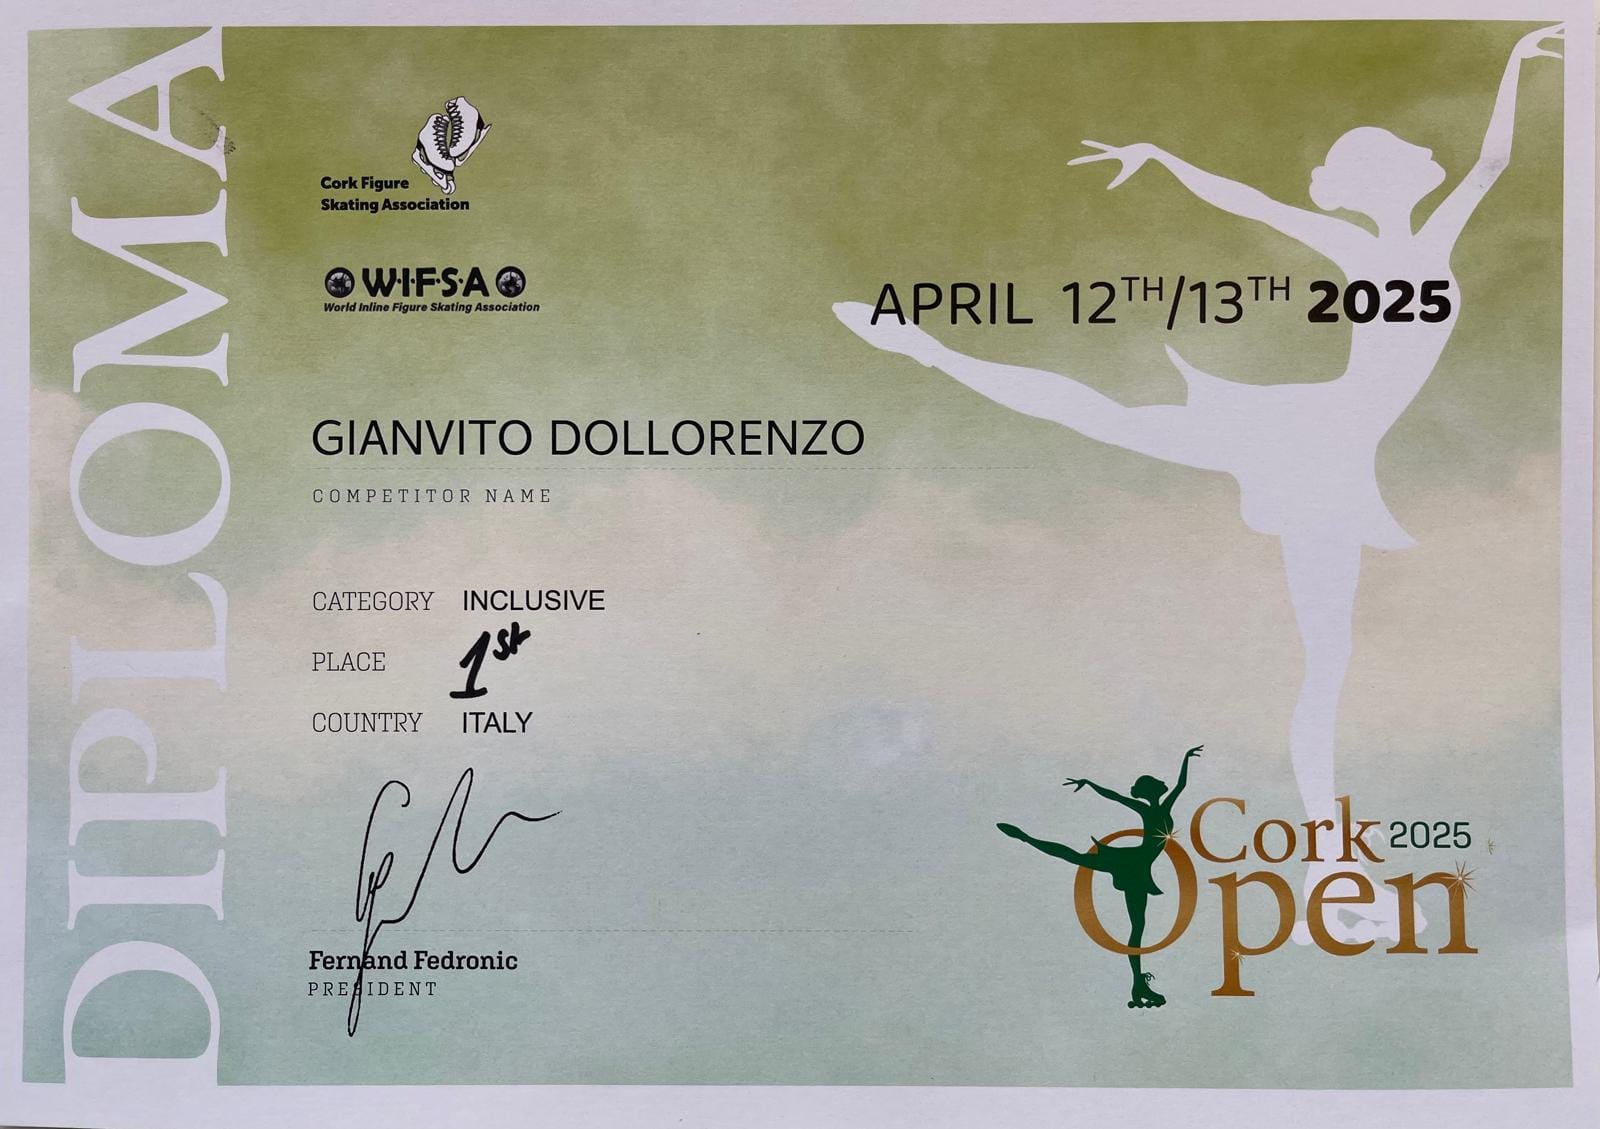 DIPLOMA
Cork Figure
Skating Association
W·I·F·S·A
World Inline Figure Skating Association
APRIL 12TH/13TH 2025
GIANVITO DOLLORENZO
COMPETITOR NAME
CATEGORY INCLUSIVE
PLACE 1st
COUNTRY ITALY
Fernand Fedronic
PRESIDENT
Cork 2025
Open